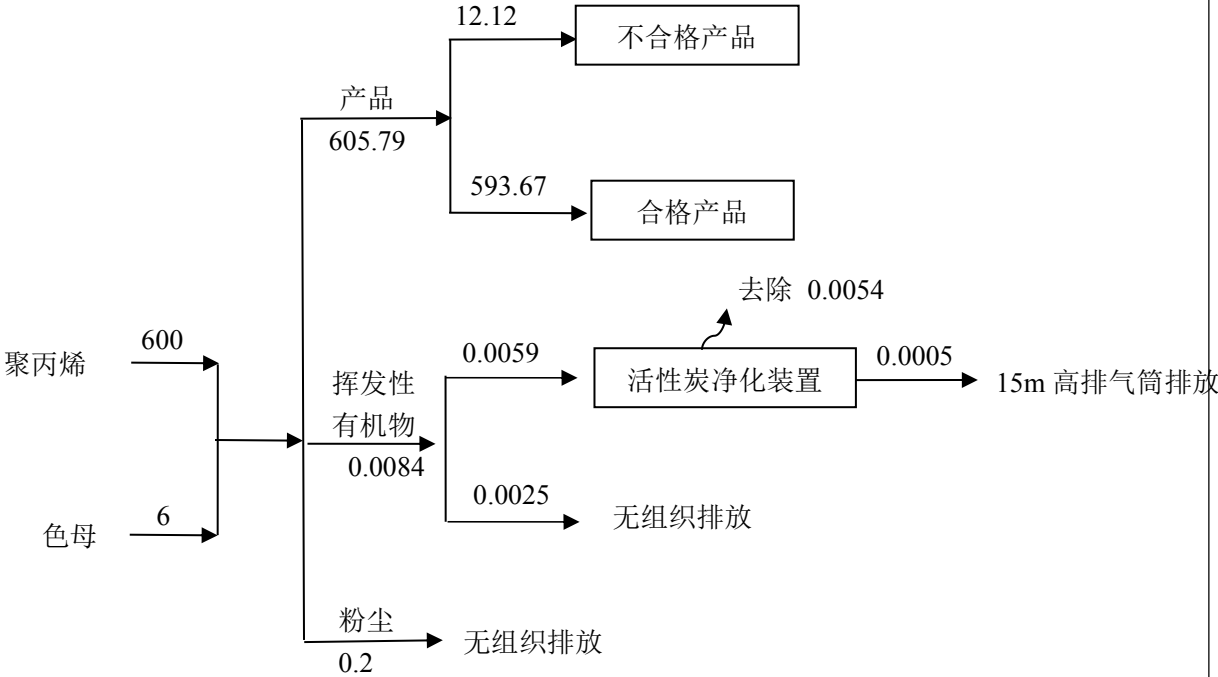 12.12
不合格产品
产品
605.79
593.67
合格产品
去除 0.0054
聚丙烯
600
挥发性
有机物
0.0084
0.0059
活性炭净化装置
0.0005
15m 高排气筒排放
0.0025
无组织排放
色母
6
粉尘
0.2
无组织排放